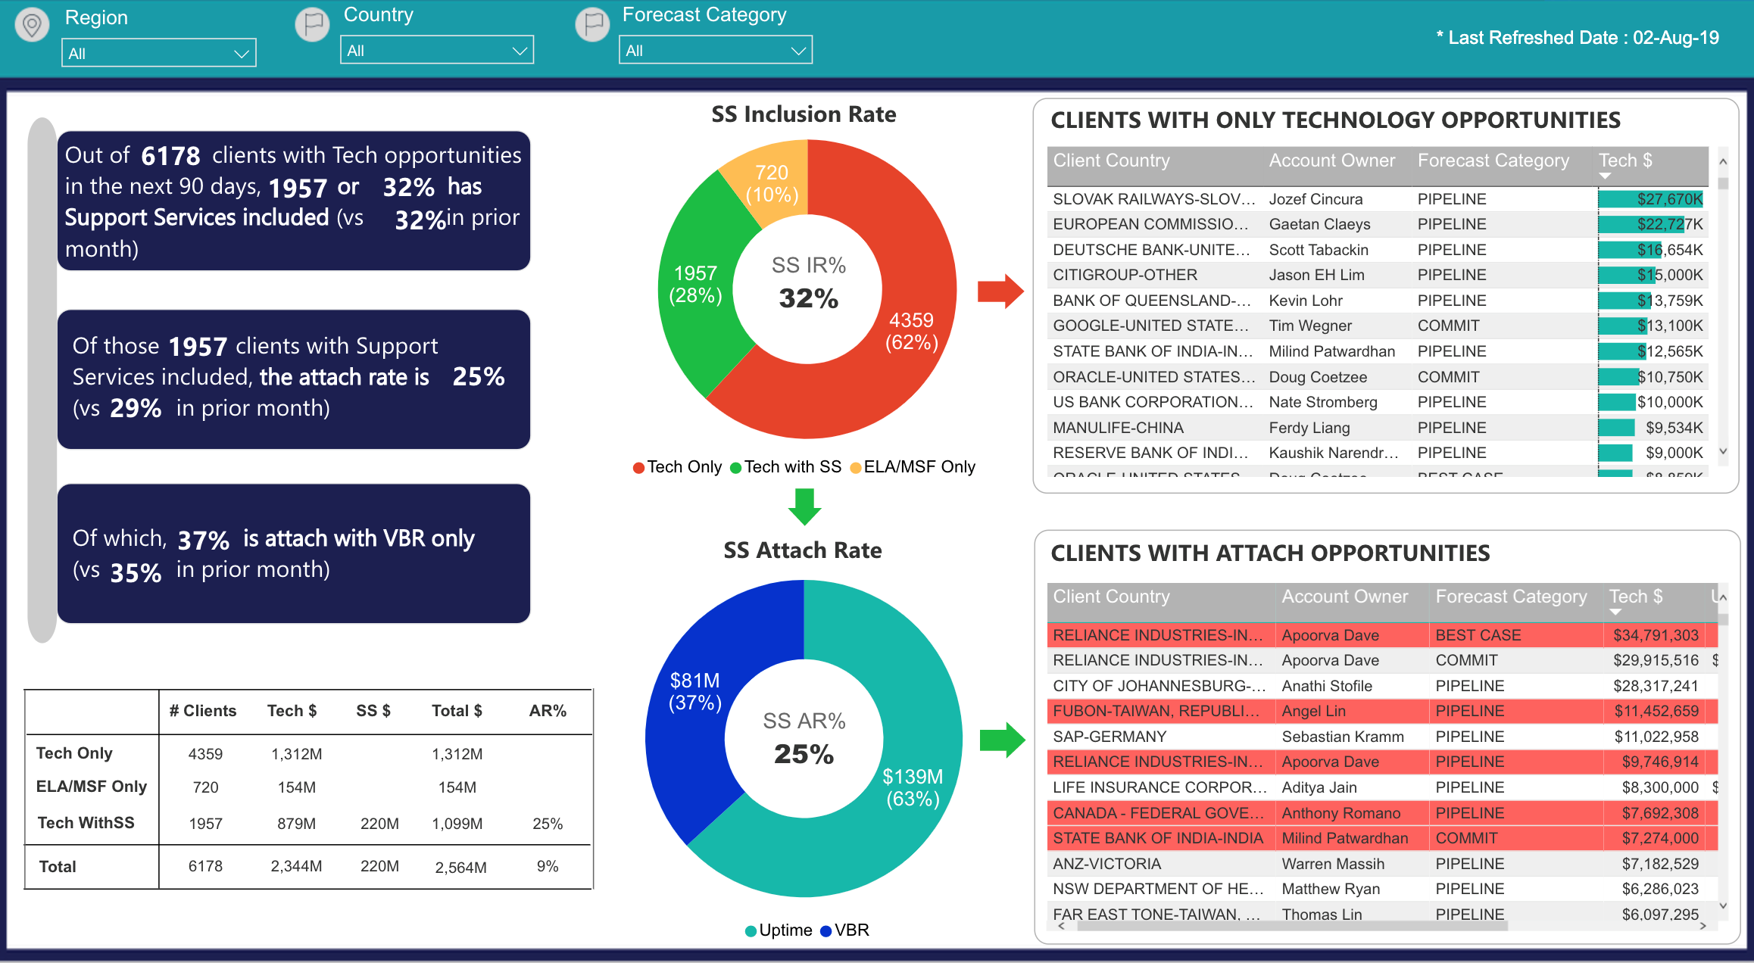 Region
All
Country
All
Forecast Category
All
* Last Refreshed Date : 02-Aug-19
Out of 6178 clients with Tech opportunities
in the next 90 days, 1957 or 32% has
Support Services included (vs 32% in prior
month)
Of those 1957 clients with Support
Services included, the attach rate is 25%
(vs 29% in prior month)
Of which, 37% is attach with VBR only
(vs 35% in prior month)
# Clients Tech $ SS $ Total $ AR%
Tech Only 4359 1,312M 1,312M
ELA/MSF Only 720 154M 154M
Tech WithSS 1957 879M 220M 1,099M 25%
Total 6178 2,344M 220M 2,564M 9%
SS Inclusion Rate
720
(10%)
1957
(28%)
SS IR%
32%
4359
(62%)
Tech Only Tech with SS ELA/MSF Only
SS Attach Rate
$81M
(37%)
SS AR%
25%
$139M
(63%)
Uptime VBR
CLIENTS WITH ONLY TECHNOLOGY OPPORTUNITIES
Client Country Account Owner Forecast Category Tech $
SLOVAK RAILWAYS-SLOV... Jozef Cincura PIPELINE $27,670K
EUROPEAN COMMISSIO... Gaetan Claeys PIPELINE $22,727K
DEUTSCHE BANK-UNITE... Scott Tabackin PIPELINE $16,654K
CITIGROUP-OTHER Jason EH Lim PIPELINE $15,000K
BANK OF QUEENSLAND-... Kevin Lohr PIPELINE $13,759K
GOOGLE-UNITED STATE... Tim Wegner COMMIT $13,100K
STATE BANK OF INDIA-IN... Milind Patwardhan PIPELINE $12,565K
ORACLE-UNITED STATES... Doug Coetzee COMMIT $10,750K
US BANK CORPORATION... Nate Stromberg PIPELINE $10,000K
MANULIFE-CHINA Ferdy Liang PIPELINE $9,534K
RESERVE BANK OF INDI... Kaushik Narendr... PIPELINE $9,000K
ORACLE-UNITED STATES... Doug Coetzee BEST CASE $8,850K
CLIENTS WITH ATTACH OPPORTUNITIES
Client Country Account Owner Forecast Category Tech $
RELIANCE INDUSTRIES-IN... Apoorva Dave BEST CASE $34,791,303
RELIANCE INDUSTRIES-IN... Apoorva Dave COMMIT $29,915,516 $
CITY OF JOHANNESBURG-... Anathi Stofile PIPELINE $28,317,241
FUBON-TAIWAN, REPUBLI... Angel Lin PIPELINE $11,452,659
SAP-GERMANY Sebastian Kramm PIPELINE $11,022,958
RELIANCE INDUSTRIES-IN... Apoorva Dave PIPELINE $9,746,914
LIFE INSURANCE CORPOR... Aditya Jain PIPELINE $8,300,000 $
CANADA - FEDERAL GOVE... Anthony Romano PIPELINE $7,692,308
STATE BANK OF INDIA-INDIA Milind Patwardhan COMMIT $7,274,000
ANZ-VICTORIA Warren Massih PIPELINE $7,182,529
NSW DEPARTMENT OF HE... Matthew Ryan PIPELINE $6,286,023
FAR EAST TONE-TAIWAN, ... Thomas Lin PIPELINE $6,097,295